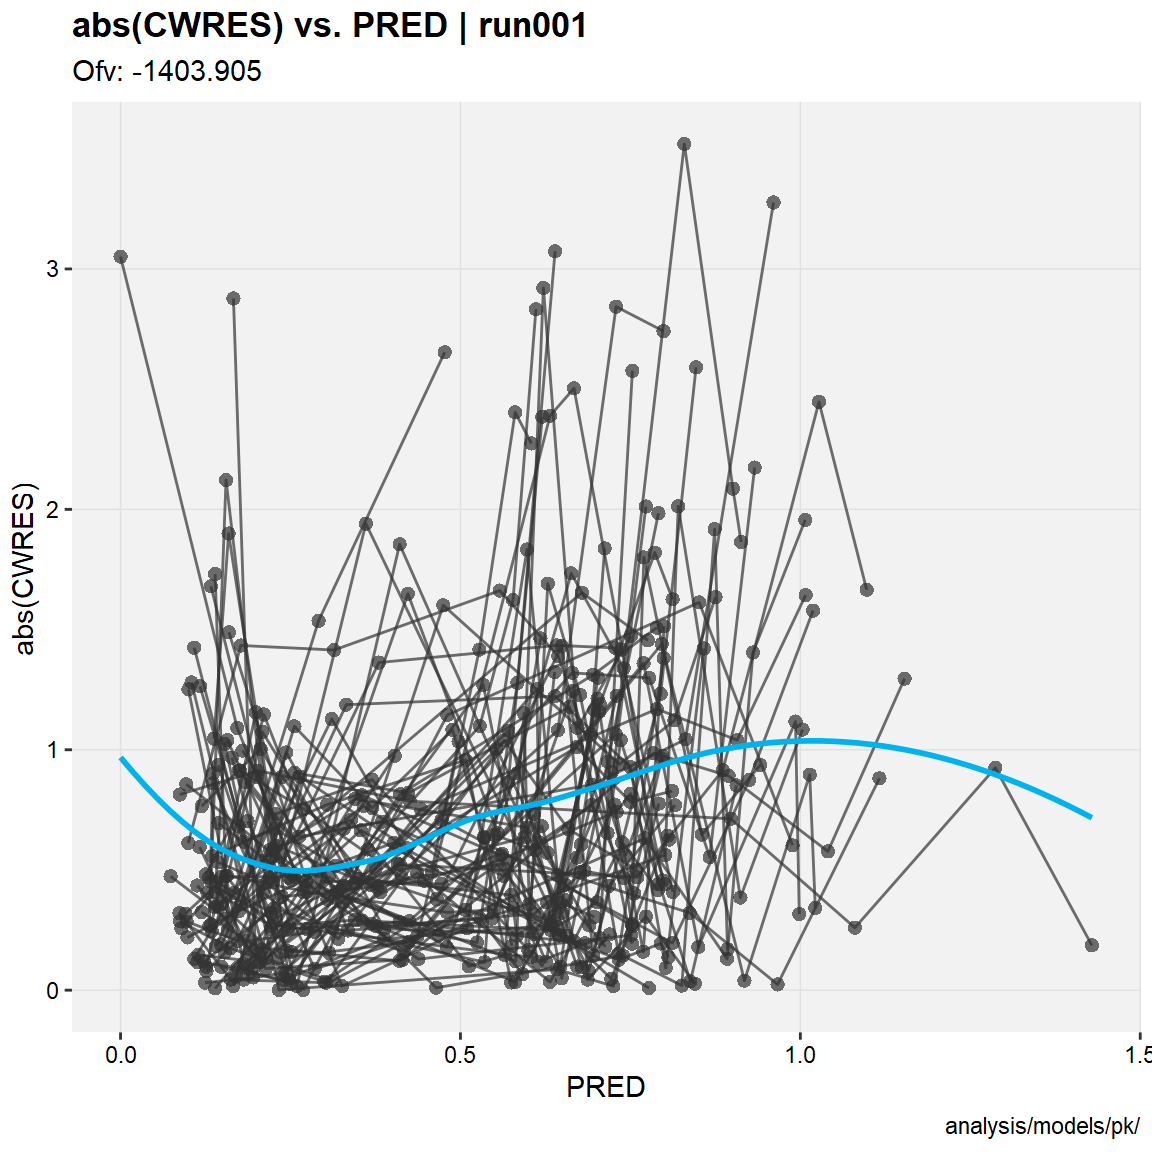 abs(CWRES) vs. PRED | run001
Ofv: -1403.905
abs(CWRES)
3
2
1
0
0.0
0.5
1.0
1.5
PRED
analysis/models/pk/